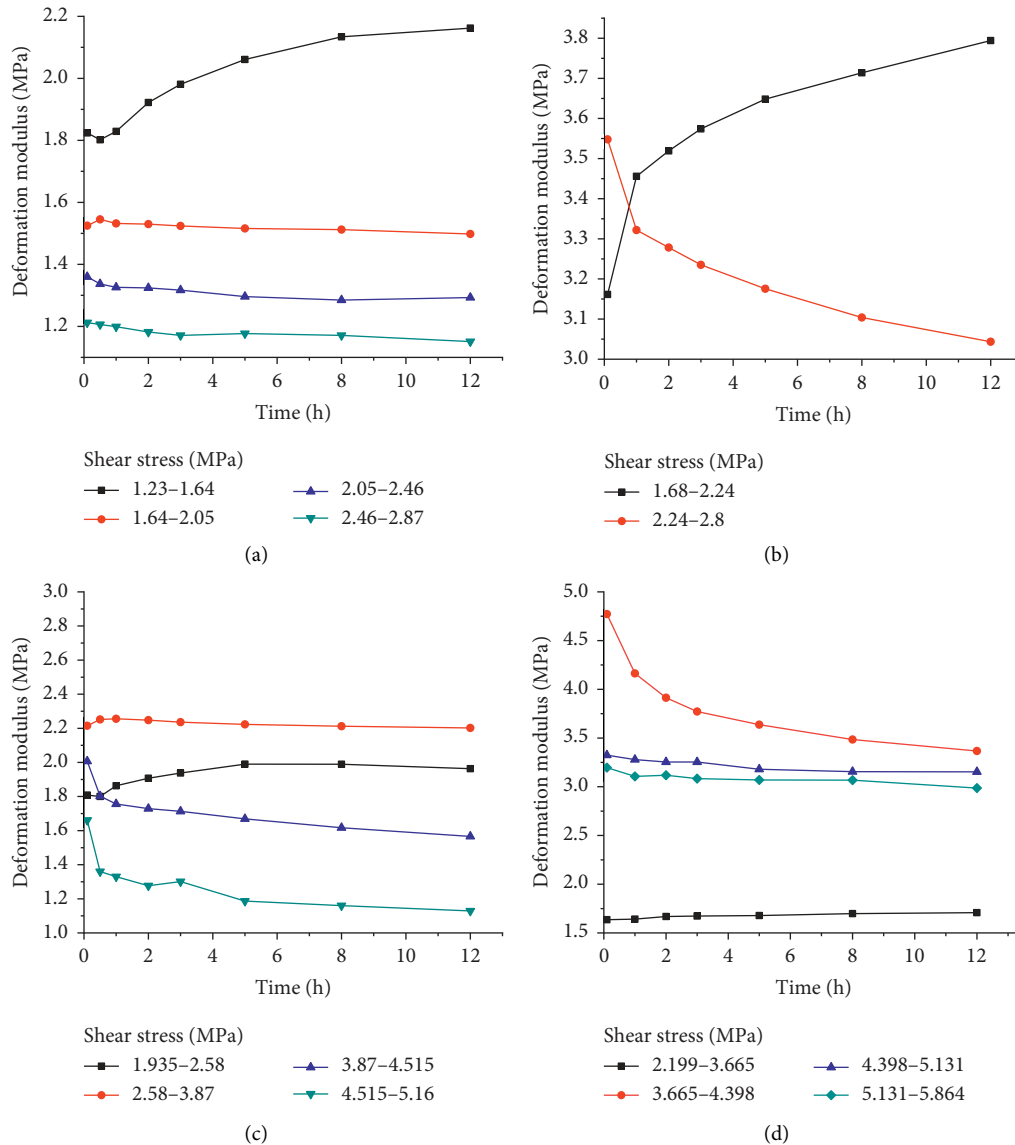 2.2
2.0
1.8
1.6
1.4
1.2
Deformation modulus (MPa)
0 2 4 6 8 10 12
Time (h)
Shear stress (MPa)
1.23–1.64 2.05–2.46
1.64–2.05 2.46–2.87
(a)
3.8
3.7
3.6
3.5
3.4
3.3
3.2
3.1
3.0
Deformation modulus (MPa)
0 2 4 6 8 10 12
Time (h)
Shear stress (MPa)
1.68–2.24
2.24–2.8
(b)
3.0
2.8
2.6
2.4
2.2
2.0
1.8
1.6
1.4
1.2
1.0
Deformation modulus (MPa)
0 2 4 6 8 10 12
Time (h)
Shear stress (MPa)
1.935–2.58 3.87–4.515
2.58–3.87 4.515–5.16
(c)
5.0
4.5
4.0
3.5
3.0
2.5
2.0
1.5
Deformation modulus (MPa)
0 2 4 6 8 10 12
Time (h)
Shear stress (MPa)
2.199–3.665 4.398–5.131
3.665–4.398 5.131–5.864
(d)